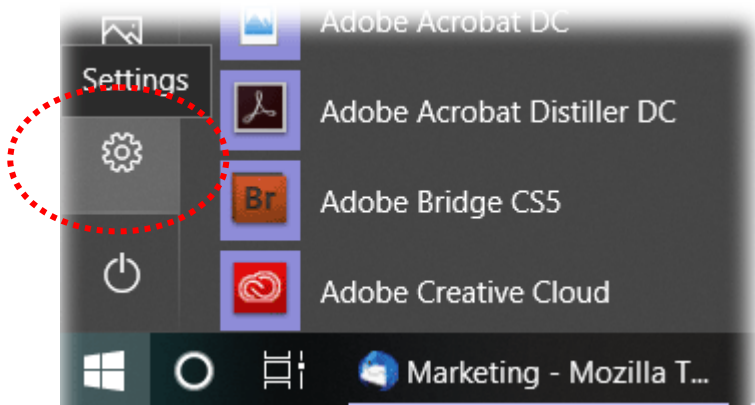 Adobe Acrobat DC
Settings
Adobe Acrobat Distiller DC
Br
Adobe Bridge CS5
Adobe Creative Cloud
Marketing - Mozilla T...